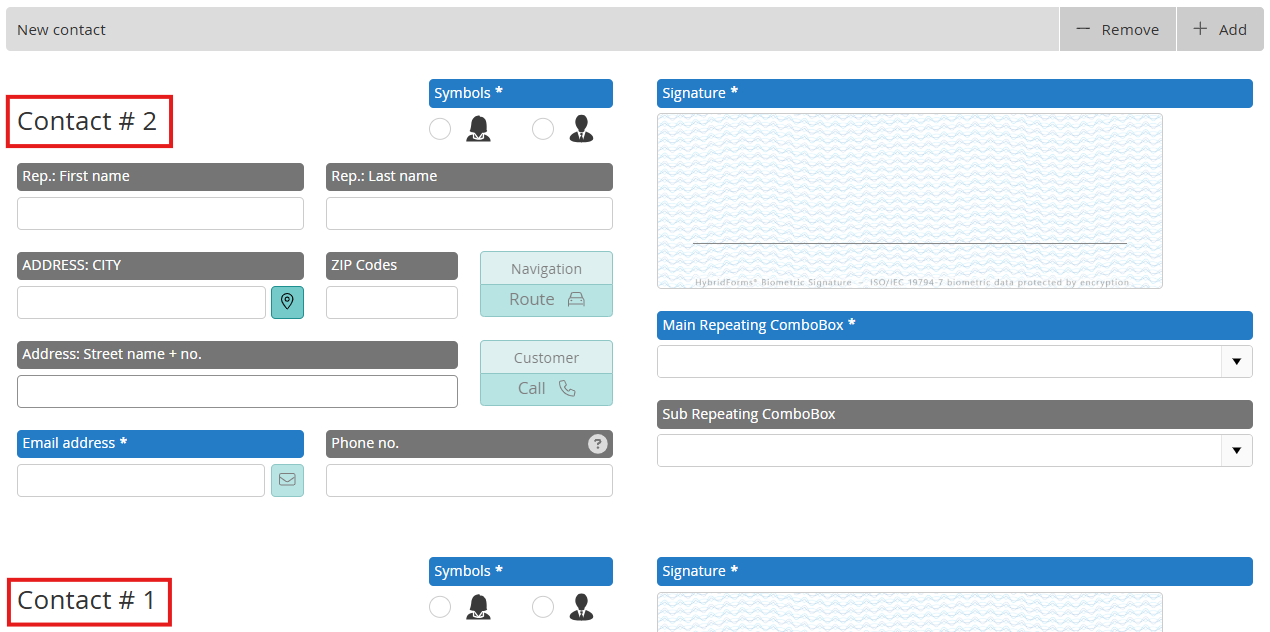 New contact
− Remove
+ Add
Contact # 2
Symbols *
Signature *
HybridForms® Biometric Signature – ISO/IEC 19794-7 biometric data protected by encryption
Rep.: First name
Rep.: Last name
ADDRESS: CITY
ZIP Codes
Navigation
Route
Main Repeating ComboBox *
Address: Street name + no.
Customer
Call
Sub Repeating ComboBox
Email address *
Phone no.
?
Contact # 1
Symbols *
Signature *